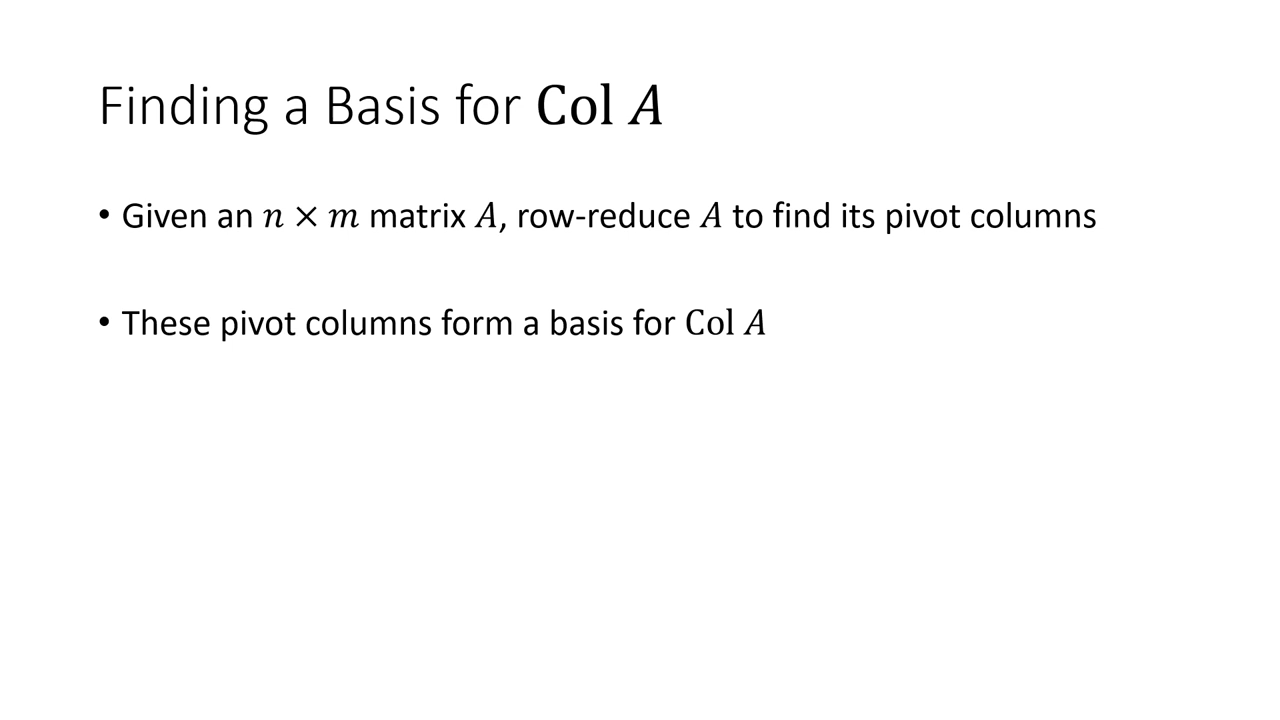 Finding a Basis for Col A
• Given an n × m matrix A, row-reduce A to find its pivot columns
• These pivot columns form a basis for Col A